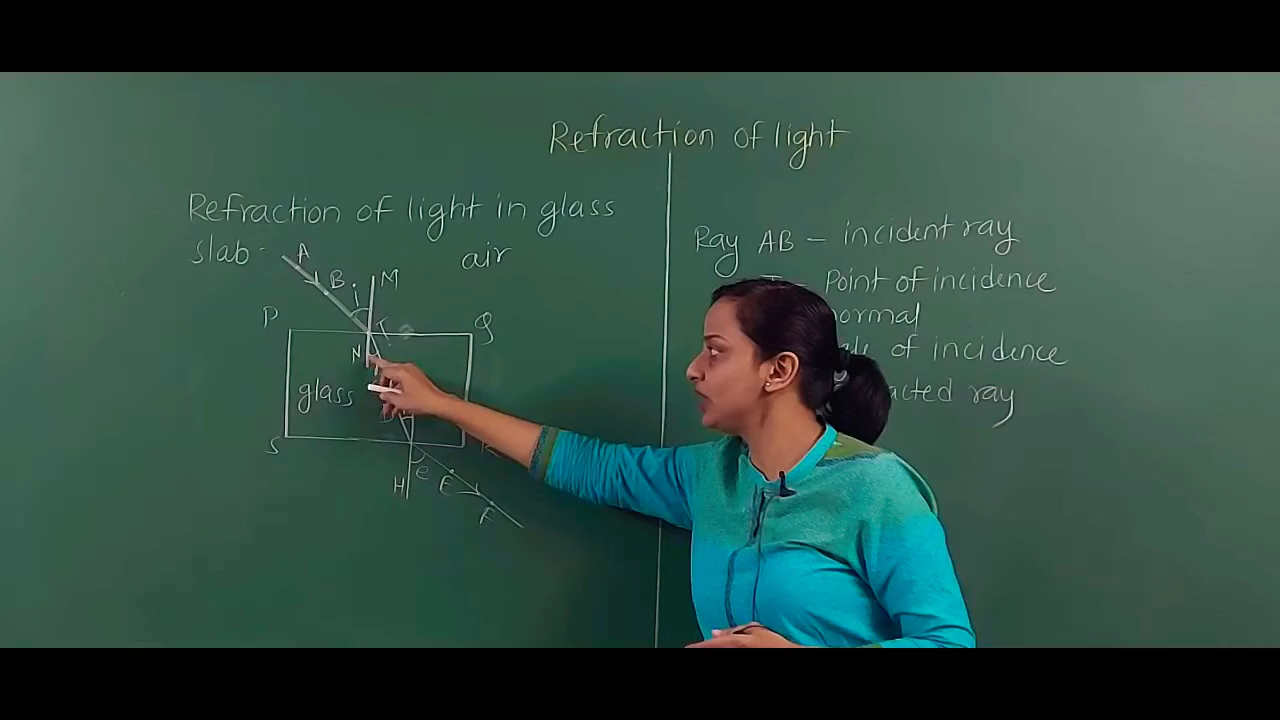 Refraction of light
Refraction of light in glass
slab -
air
A
B
i
M
P
T
Q
N
glass
S
H
e
E
F
Ray AB - incident ray
Point of incidence
normal
of incidence
acted ray